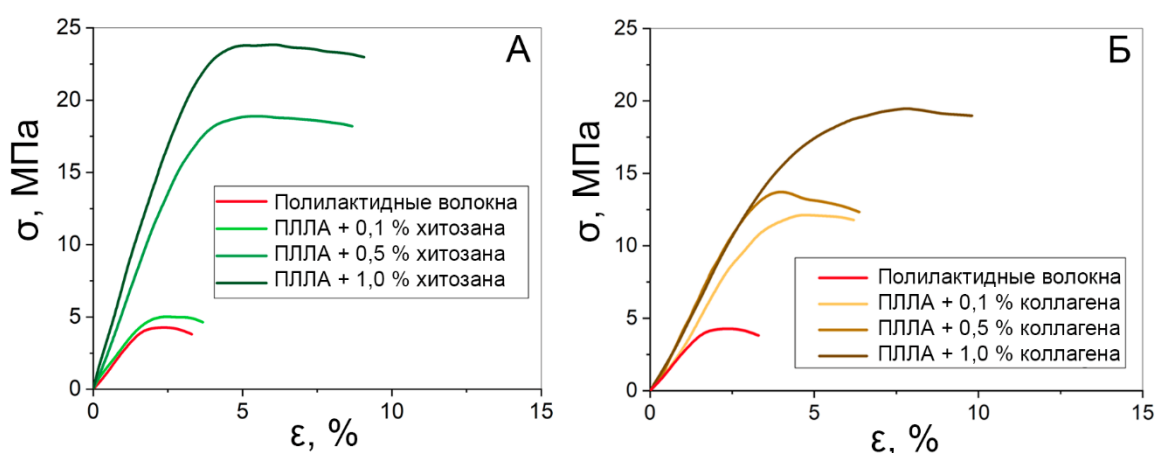 А
σ, МПа
25
20
15
10
5
0
0
5
10
15
ε, %
Полилактидные волокна
ПЛЛА + 0,1 % хитозана
ПЛЛА + 0,5 % хитозана
ПЛЛА + 1,0 % хитозана
Б
σ, МПа
25
20
15
10
5
0
0
5
10
15
ε, %
Полилактидные волокна
ПЛЛА + 0,1 % коллагена
ПЛЛА + 0,5 % коллагена
ПЛЛА + 1,0 % коллагена